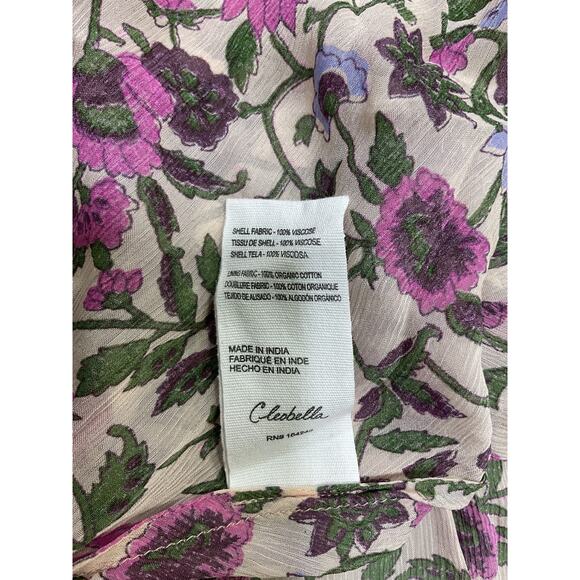 SHELL FABRIC - 100% VISCOSE
TISSU DE SHELL - 100% VISCOSE
SHELL TELA - 100% VISCOSA
LINING FABRIC - 100% ORGANIC COTTON
DOUBLURE FABRIC - 100% COTON ORGANIQUE
TEJIDO DE ALISADO - 100% ALGODÓN ORGÁNICO
MADE IN INDIA
FABRIQUÉ EN INDE
HECHO EN INDIA
Cleobella
RN#